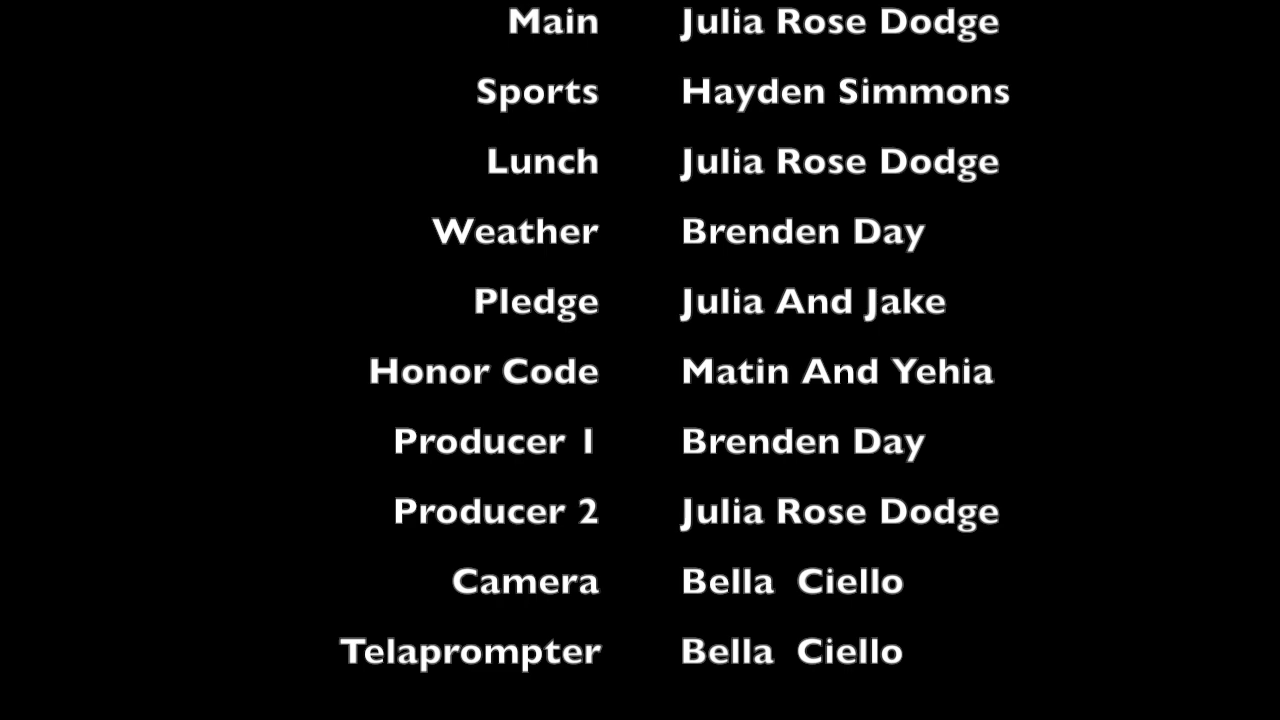 Main Julia Rose Dodge
Sports Hayden Simmons
Lunch Julia Rose Dodge
Weather Brenden Day
Pledge Julia And Jake
Honor Code Matin And Yehia
Producer 1 Brenden Day
Producer 2 Julia Rose Dodge
Camera Bella  Ciello
Telaprompter Bella  Ciello